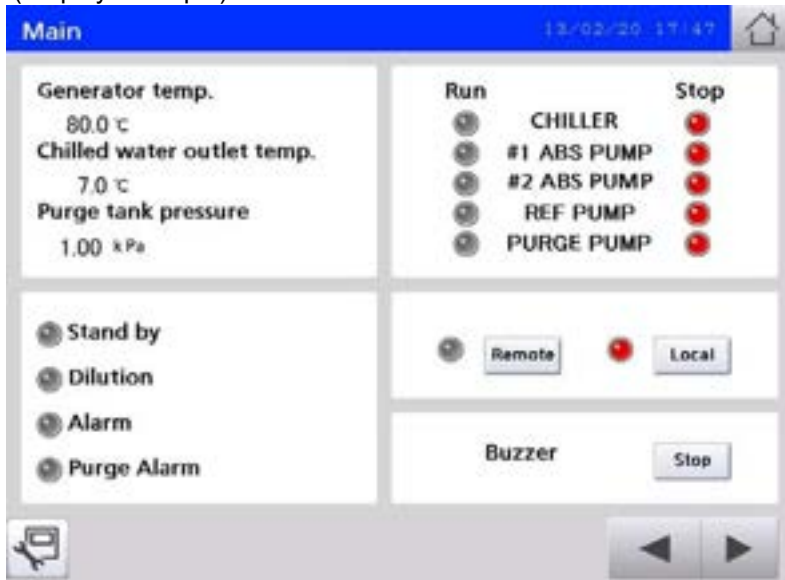 Main
13/02/20 17:47
Generator temp.
80.0 ℃
Chilled water outlet temp.
7.0 ℃
Purge tank pressure
1.00 kPa
Run Stop
CHILLER
#1 ABS PUMP
#2 ABS PUMP
REF PUMP
PURGE PUMP
Stand by
Dilution
Alarm
Purge Alarm
Remote Local
Buzzer Stop